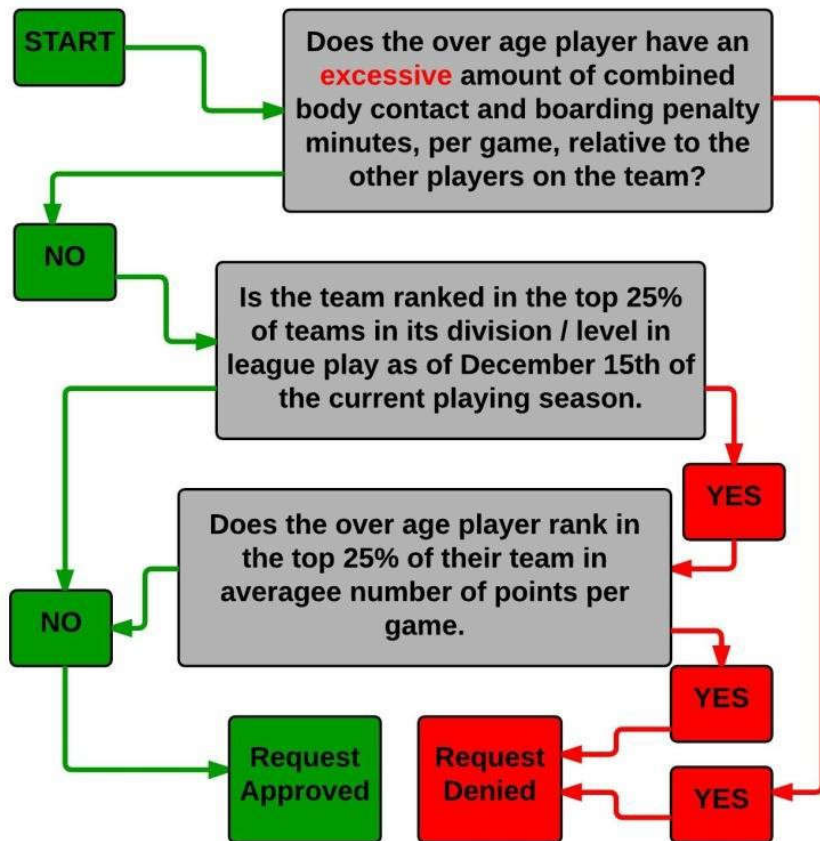 START
Does the over age player have an
excessive amount of combined
body contact and boarding penalty
minutes, per game, relative to the
other players on the team?
NO
Is the team ranked in the top 25%
of teams in its division / level in
league play as of December 15th of
the current playing season.
YES
Does the over age player rank in
the top 25% of their team in
averagee number of points per
game.
NO
YES
Request
Approved
Request
Denied
YES